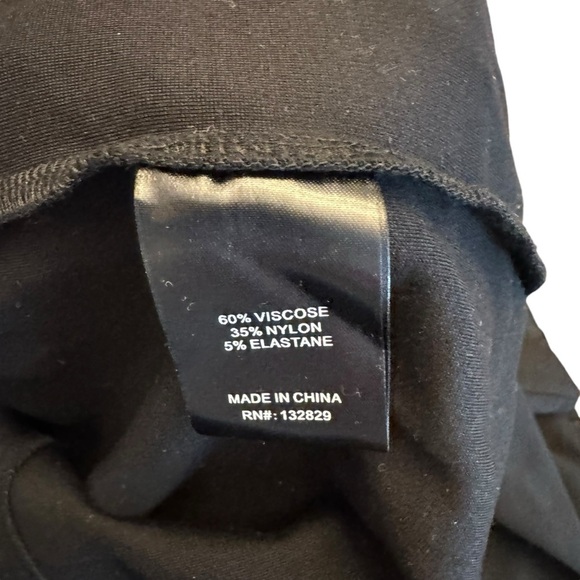 60% VISCOSE
35% NYLON
5% ELASTANE
MADE IN CHINA
RN#: 132829